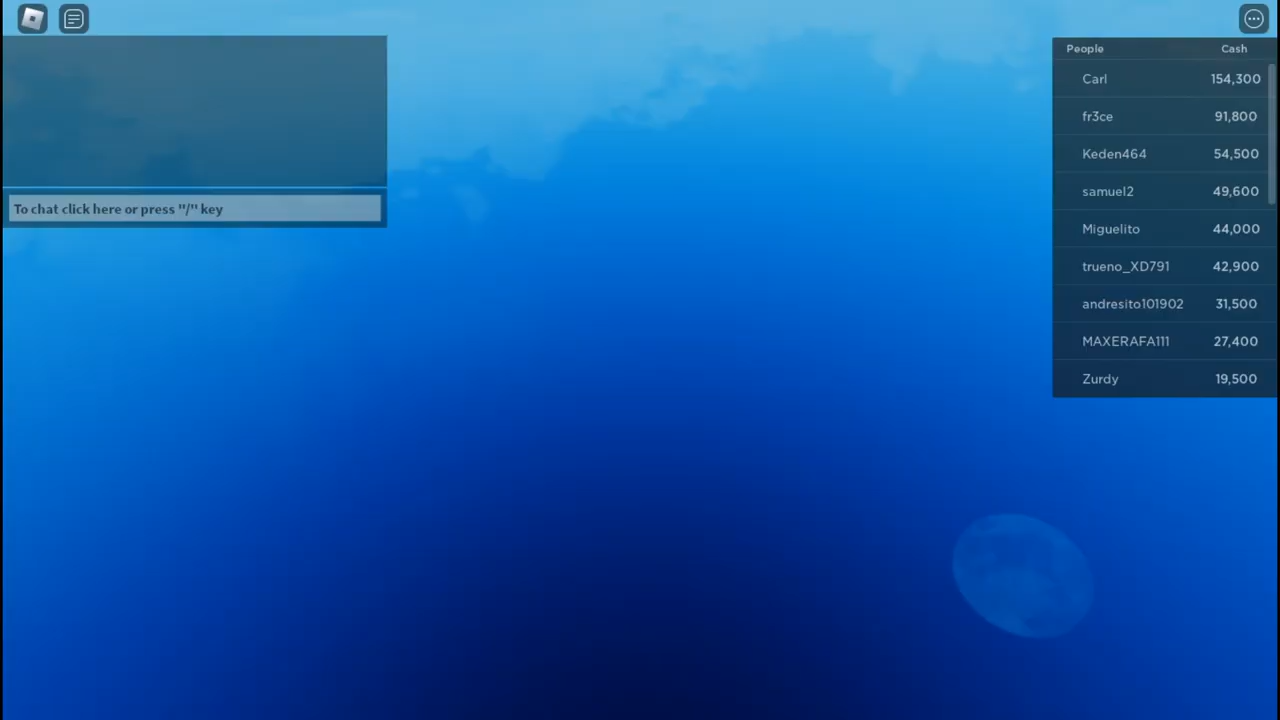 To chat click here or press "/" key
People Cash
Carl 154,300
fr3ce 91,800
Keden464 54,500
samuel2 49,600
Miguelito 44,000
trueno_XD791 42,900
andresito101902 31,500
MAXERAFA111 27,400
Zurdy 19,500